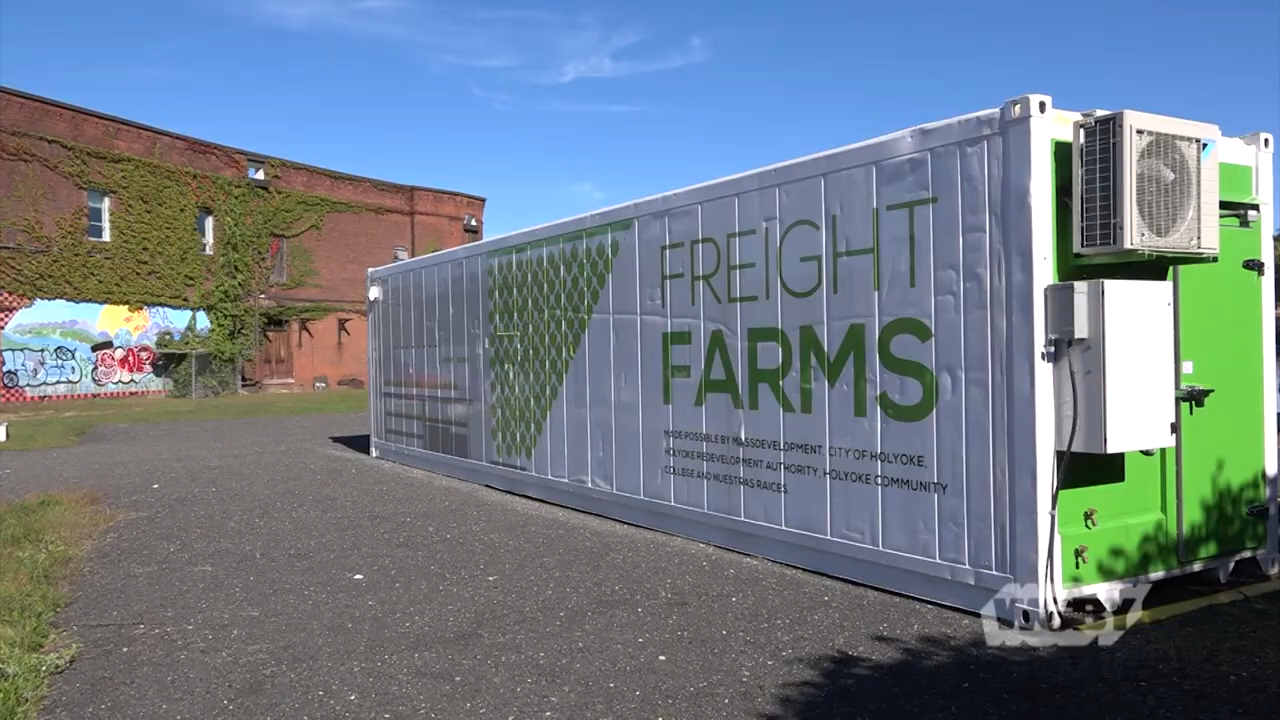 FREIGHT
FARMS
MADE POSSIBLE BY MASSDEVELOPMENT, CITY OF HOLYOKE,
HOLYOKE REDEVELOPMENT AUTHORITY, HOLYOKE COMMUNITY
COLLEGE AND NUESTRAS RAICES.
WGBY